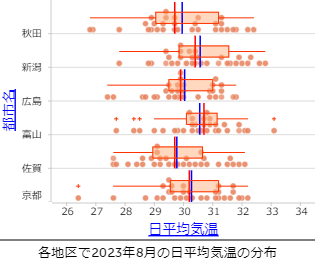 都市名
秋田
新潟
広島
富山
佐賀
京都
26 27 28 29 30 31 32 33 34
日平均気温
各地区で2023年8月の日平均気温の分布